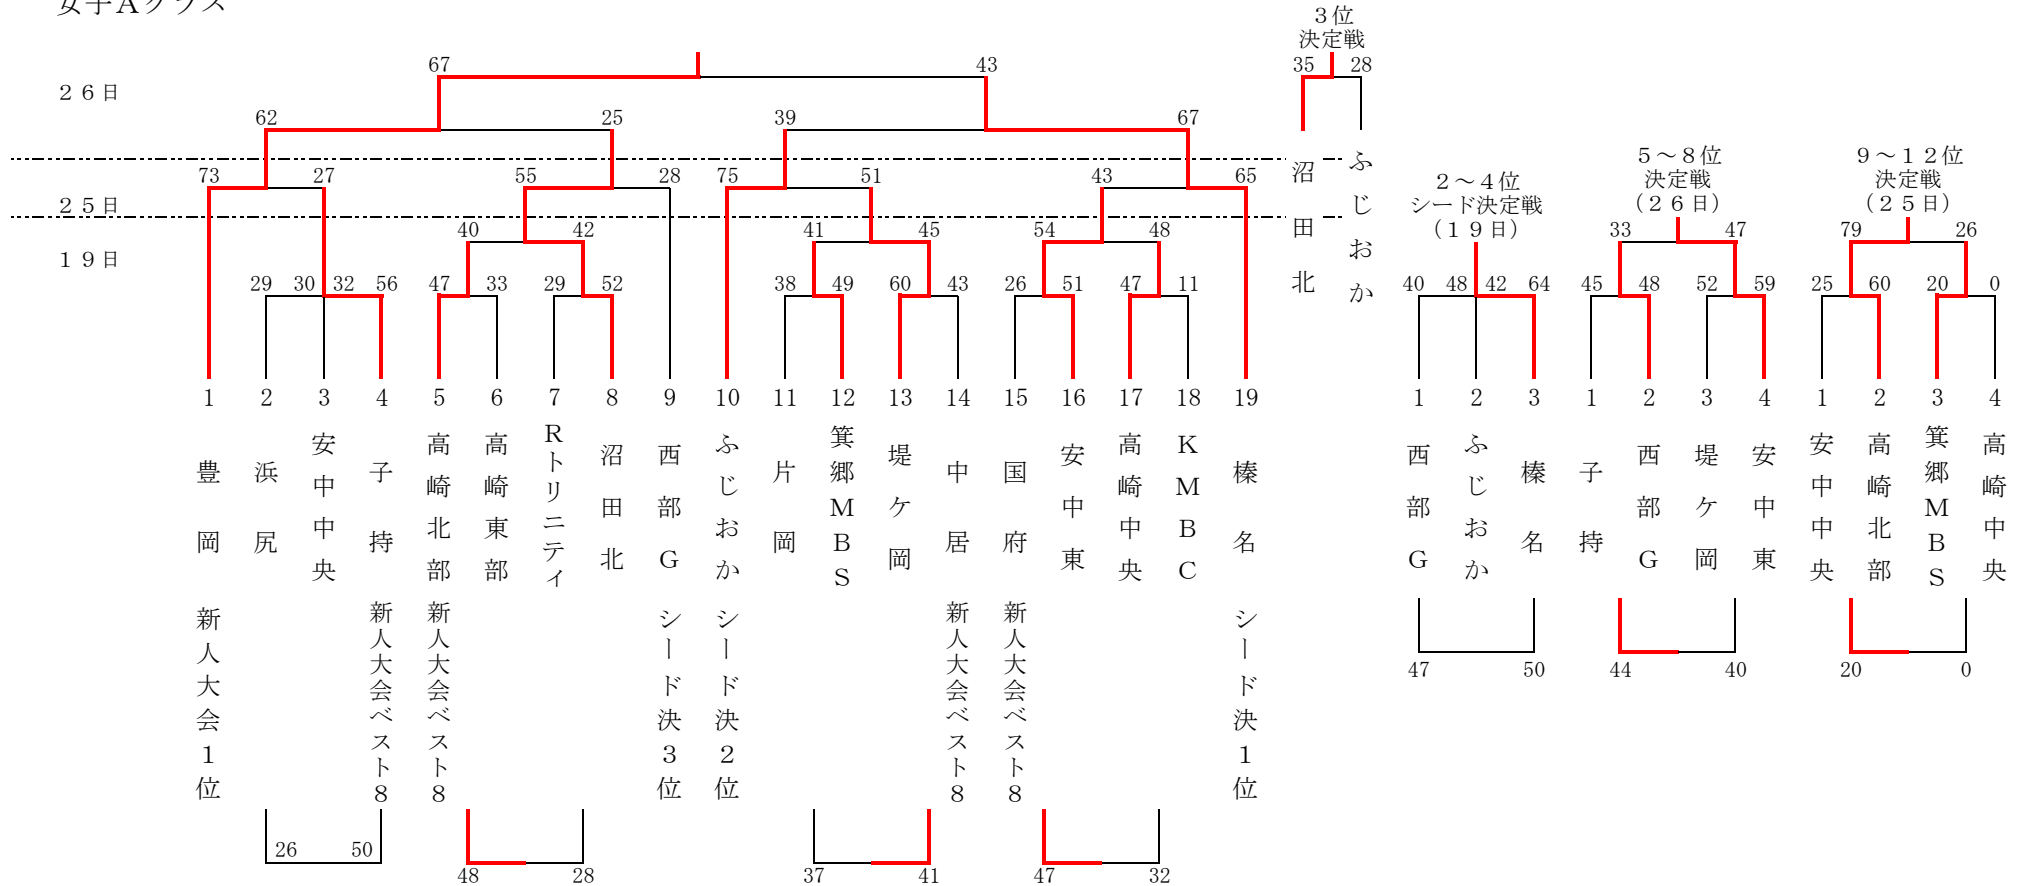 女子Aクラス
３位
決定戦
67
43
35
28
２６日
62
25
39
67
73
27
55
28
75
51
43
65
２５日
40
42
41
45
54
48
１９日
29
30
32
56
47
33
29
52
38
49
60
43
26
51
47
11
沼田北
ふじおか
２～４位
シード決定戦
（１９日）
５～８位
決定戦
（２６日）
９～１２位
決定戦
（２５日）
33
47
79
26
40
48
42
64
45
48
52
59
25
60
20
0
1
2
3
4
5
6
7
8
9
10
11
12
13
14
15
16
17
18
19
1
2
3
1
2
3
4
1
2
3
4
豊岡
浜尻
安中中央
子持
高崎北部
高崎東部
Rトリニティ
沼田北
西部G
ふじおか
片岡
箕郷MBS
堤ケ岡
中居
国府
安中東
高崎中央
KMBC
榛名
西部G
ふじおか
榛名
子持
西部G
堤ケ岡
安中東
安中中央
高崎北部
箕郷MBS
高崎中央
新人大会１位
新人大会ベスト８
新人大会ベスト８
シード決３位
シード決２位
新人大会ベスト８
新人大会ベスト８
シード決１位
47
50
44
40
20
0
26
50
48
28
37
41
47
32